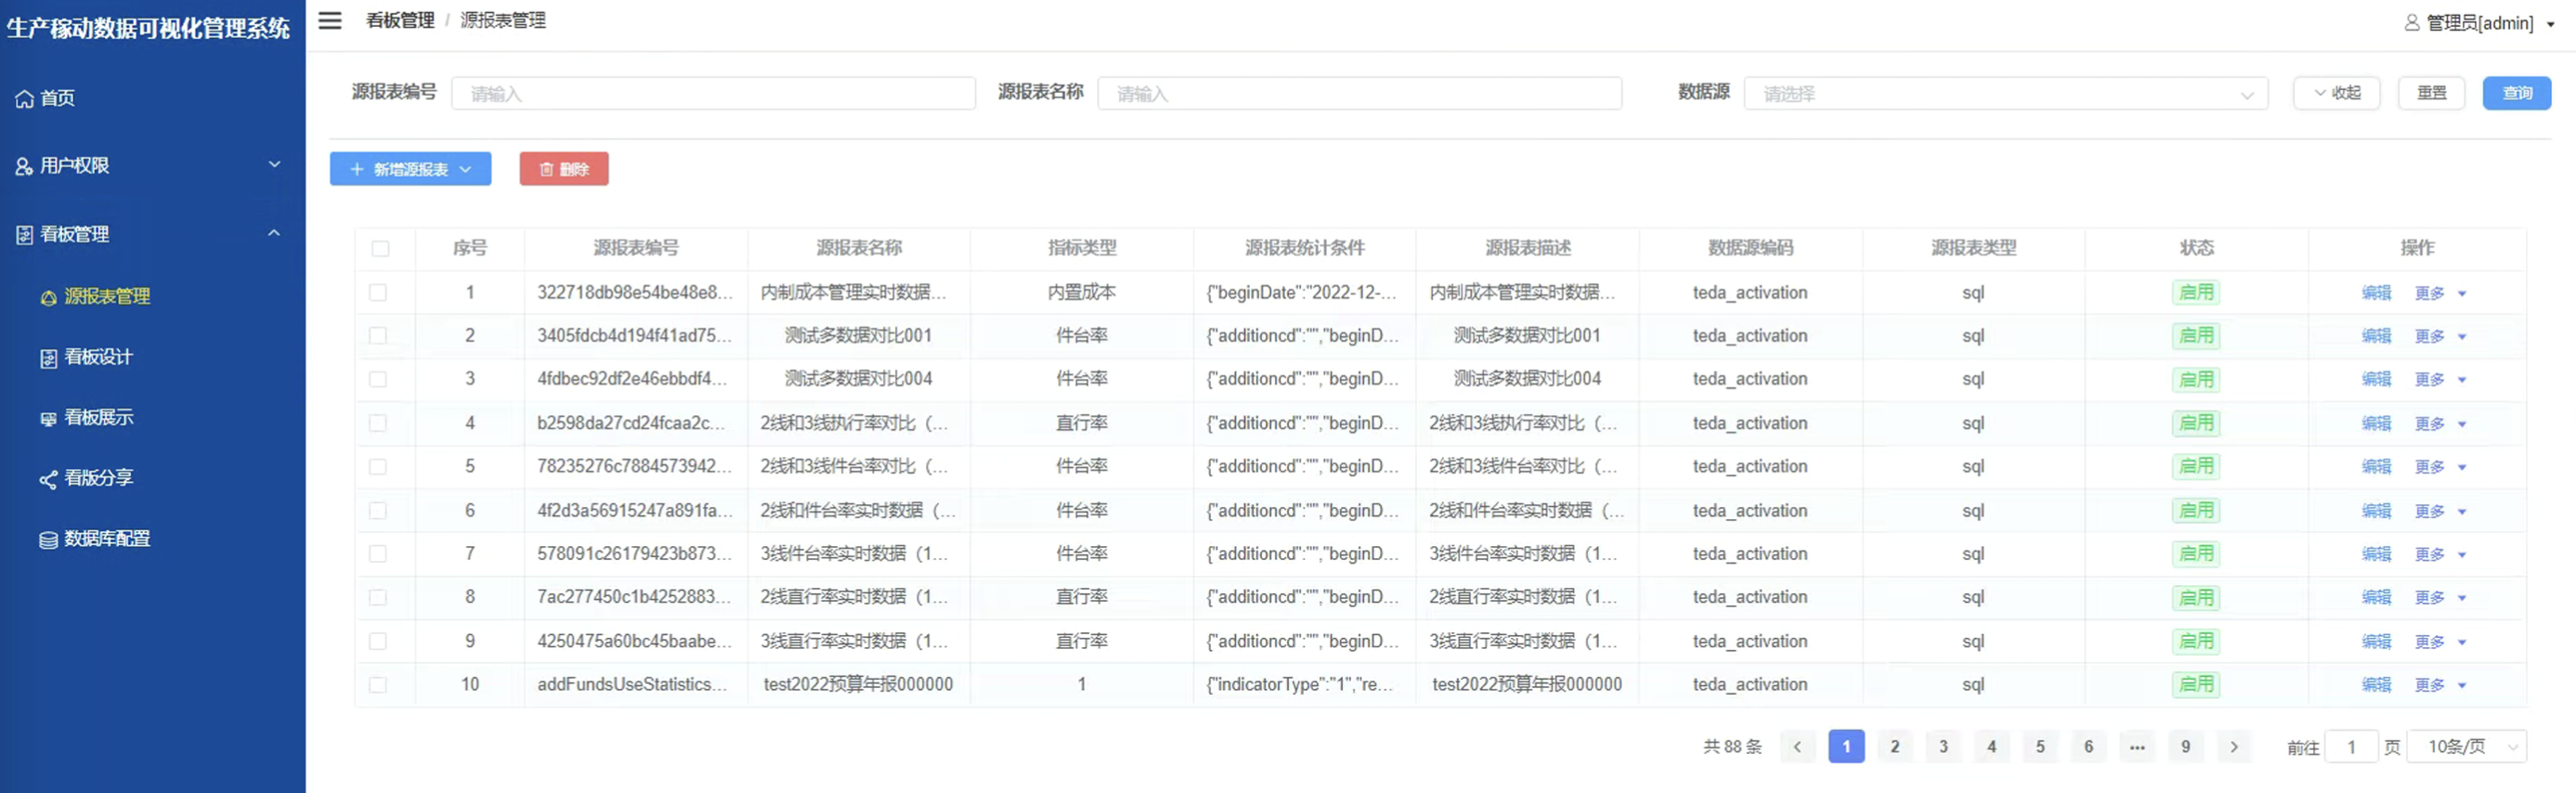 生产稼动数据可视化管理系统
看板管理 / 源报表管理
管理员[admin]
首页
用户权限
看板管理
源报表管理
看板设计
看板展示
看版分享
数据库配置
源报表编号 请输入 源报表名称 请输入 数据源 请选择 收起 重置 查询
新增源报表 删除
序号 源报表编号 源报表名称 指标类型 源报表统计条件 源报表描述 数据源编码 源报表类型 状态 操作
1 322718db98e54be48e8... 内制成本管理实时数据... 内置成本 {"beginDate":"2022-12-... 内制成本管理实时数据... teda_activation sql 启用 编辑 更多
2 3405fdcb4d194f41ad75... 测试多数据对比001 件台率 {"additioncd":"","beginD... 测试多数据对比001 teda_activation sql 启用 编辑 更多
3 4fdbec92df2e46ebbdf4... 测试多数据对比004 件台率 {"additioncd":"","beginD... 测试多数据对比004 teda_activation sql 启用 编辑 更多
4 b2598da27cd24fcaa2c... 2线和3线执行率对比（... 直行率 {"additioncd":"","beginD... 2线和3线执行率对比（... teda_activation sql 启用 编辑 更多
5 78235276c7884573942... 2线和3线件台率对比（... 件台率 {"additioncd":"","beginD... 2线和3线件台率对比（... teda_activation sql 启用 编辑 更多
6 4f2d3a56915247a891fa... 2线和件台率实时数据（... 件台率 {"additioncd":"","beginD... 2线和件台率实时数据（... teda_activation sql 启用 编辑 更多
7 578091c26179423b873... 3线件台率实时数据（1... 件台率 {"additioncd":"","beginD... 3线件台率实时数据（1... teda_activation sql 启用 编辑 更多
8 7ac277450c1b4252883... 2线直行率实时数据（1... 直行率 {"additioncd":"","beginD... 2线直行率实时数据（1... teda_activation sql 启用 编辑 更多
9 4250475a60bc45baabe... 3线直行率实时数据（1... 直行率 {"additioncd":"","beginD... 3线直行率实时数据（1... teda_activation sql 启用 编辑 更多
10 addFundsUseStatistics... test2022预算年报000000 1 {"indicatorType":"1","re... test2022预算年报000000 teda_activation sql 启用 编辑 更多
共 88 条 1 2 3 4 5 6 ... 9 前往 1 页 10条/页